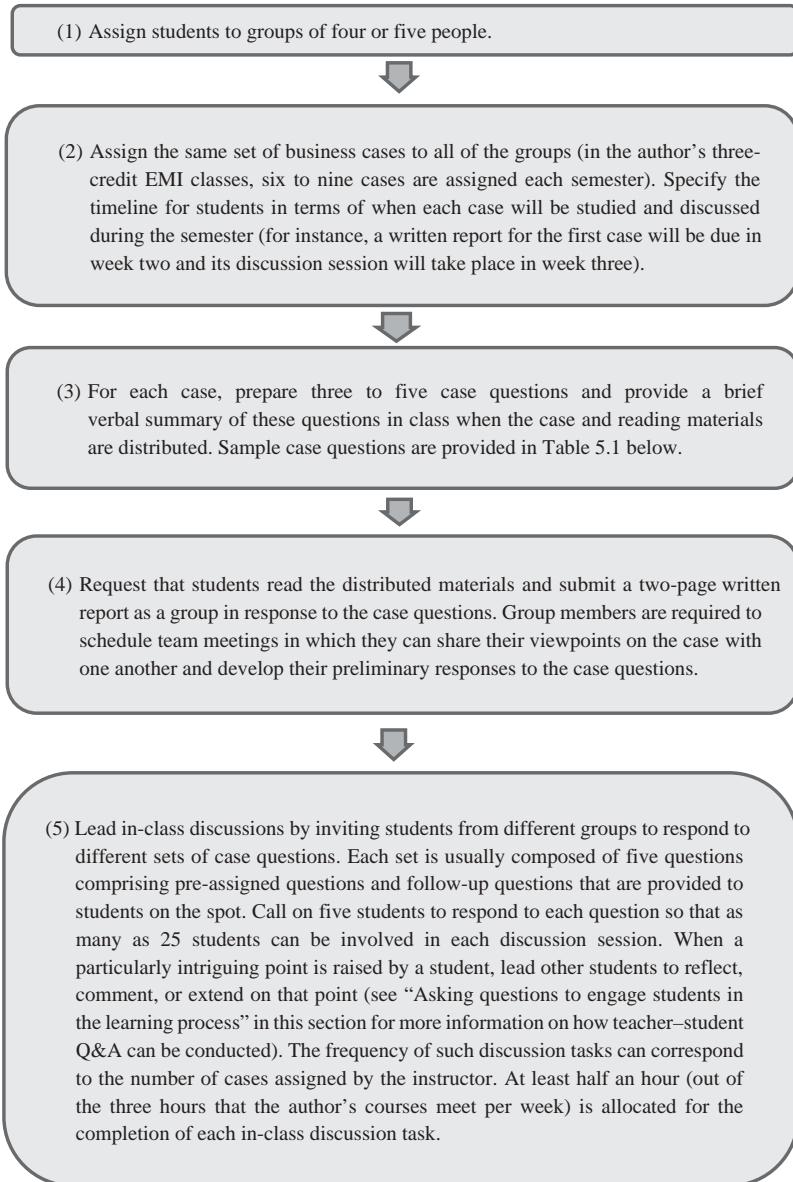 (1) Assign students to groups of four or five people.
(2) Assign the same set of business cases to all of the groups (in the author’s three-
credit EMI classes, six to nine cases are assigned each semester). Specify the
timeline for students in terms of when each case will be studied and discussed
during the semester (for instance, a written report for the first case will be due in
week two and its discussion session will take place in week three).
(3) For each case, prepare three to five case questions and provide a brief
verbal summary of these questions in class when the case and reading materials
are distributed. Sample case questions are provided in Table 5.1 below.
(4) Request that students read the distributed materials and submit a two-page written
report as a group in response to the case questions. Group members are required to
schedule team meetings in which they can share their viewpoints on the case with
one another and develop their preliminary responses to the case questions.
(5) Lead in-class discussions by inviting students from different groups to respond to
different sets of case questions. Each set is usually composed of five questions
comprising pre-assigned questions and follow-up questions that are provided to
students on the spot. Call on five students to respond to each question so that as
many as 25 students can be involved in each discussion session. When a
particularly intriguing point is raised by a student, lead other students to reflect,
comment, or extend on that point (see “Asking questions to engage students in
the learning process” in this section for more information on how teacher–student
Q&A can be conducted). The frequency of such discussion tasks can correspond
to the number of cases assigned by the instructor. At least half an hour (out of
the three hours that the author’s courses meet per week) is allocated for the
completion of each in-class discussion task.